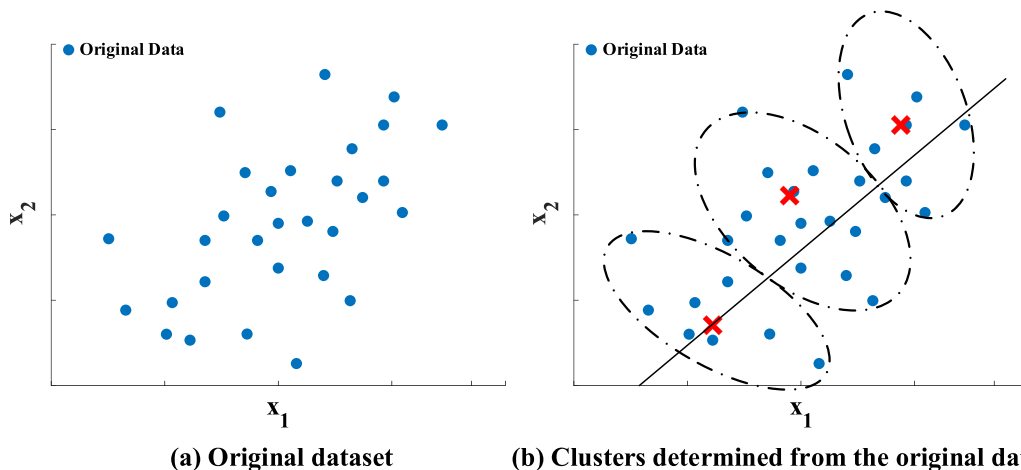 Original Data
x2
x1
(a) Original dataset
Original Data
x2
x1
(b) Clusters determined from the original da